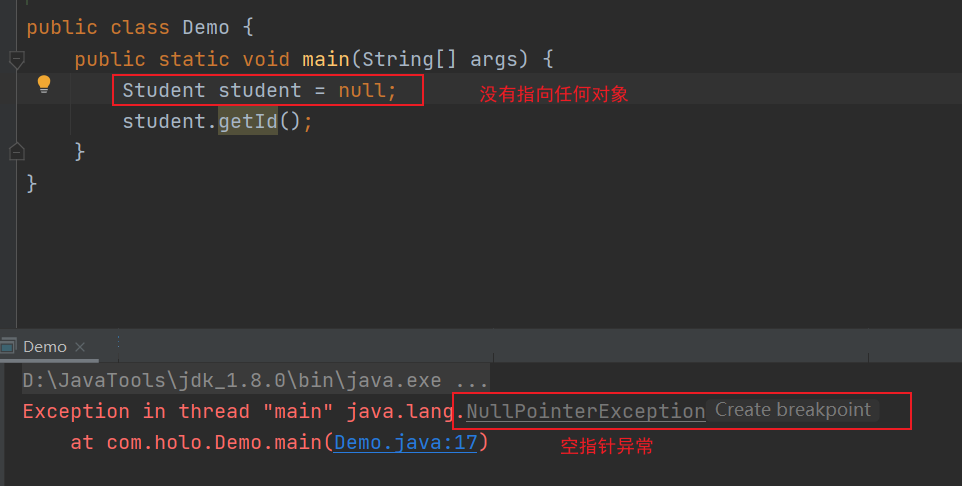 public class Demo {
public static void main(String[] args) {
Student student = null; 没有指向任何对象
student.getId();
}
}
Demo
D:\JavaTools\jdk_1.8.0\bin\java.exe ...
Exception in thread "main" java.lang.NullPointerException Create breakpoint
at com.holo.Demo.main(Demo.java:17) 空指针异常